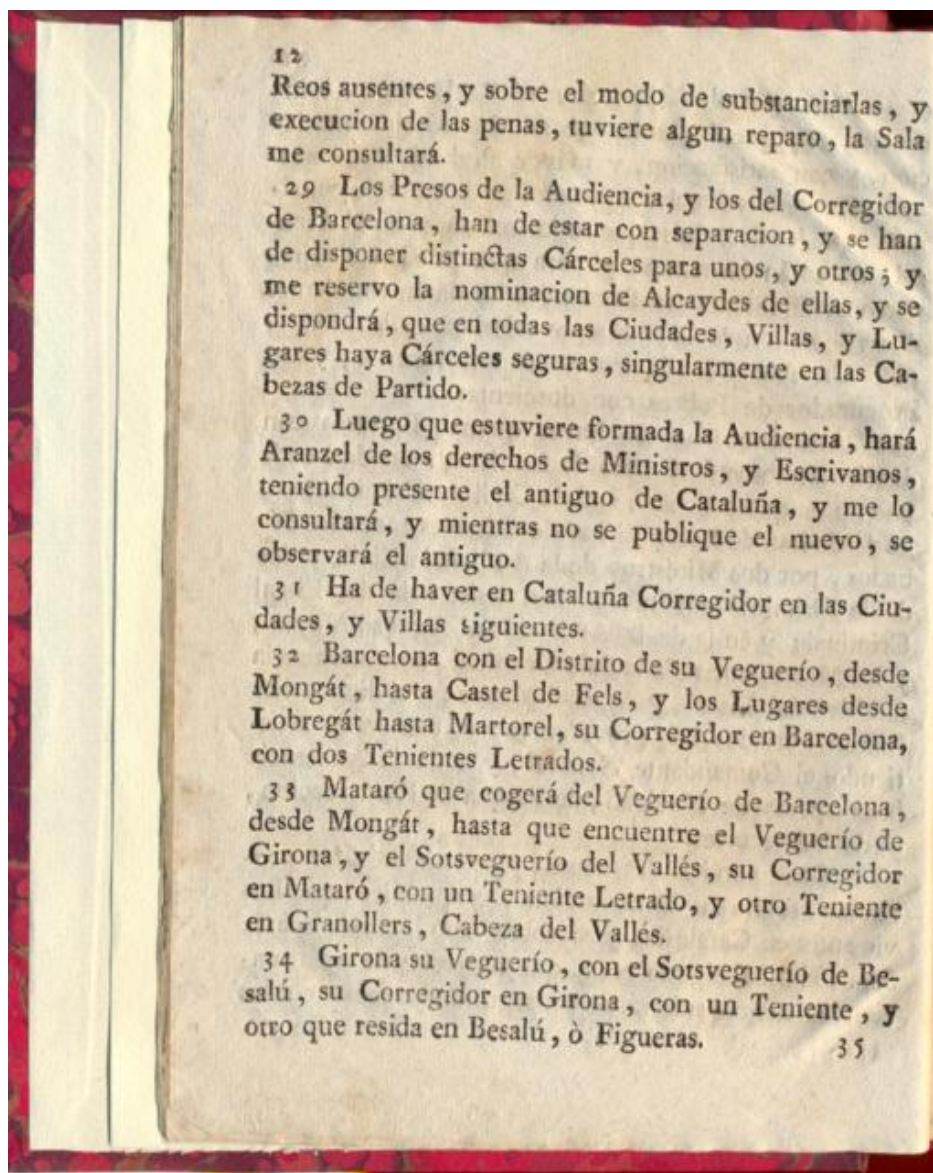 12
Reos ausentes, y sobre el modo de substanciarlas, y
execucion de las penas, tuviere algun reparo, la Sala
me consultará.
29 Los Presos de la Audiencia, y los del Corregidor
de Barcelona, han de estar con separacion, y se han
de disponer distinctas Cárceles para unos, y otros; y
me reservo la nominacion de Alcaydes de ellas, y se
dispondrá, que en todas las Ciudades, Villas, y Lu-
gares haya Cárceles seguras, singularmente en las Ca-
bezas de Partido.
30 Luego que estuviere formada la Audiencia, hará
Aranzel de los derechos de Ministros, y Escrivanos,
teniendo presente el antiguo de Cataluña, y me lo
consultará, y mientras no se publique el nuevo, se
observará el antiguo.
31 Ha de haver en Cataluña Corregidor en las Ciu-
dades, y Villas siguientes.
32 Barcelona con el Distrito de su Veguerío, desde
Mongát, hasta Castel de Fels, y los Lugares desde
Lobregát hasta Martorel, su Corregidor en Barcelona,
con dos Tenientes Letrados.
33 Mataró que cogerá del Veguerío de Barcelona,
desde Mongát, hasta que encuentre el Veguerío de
Girona, y el Sotsveguerío del Vallés, su Corregidor
en Mataró, con un Teniente Letrado, y otro Teniente
en Granollers, Cabeza del Vallés.
34 Girona su Veguerío, con el Sotsveguerío de Be-
salú, su Corregidor en Girona, con un Teniente, y
otro que resida en Besalú, ò Figueras.
35